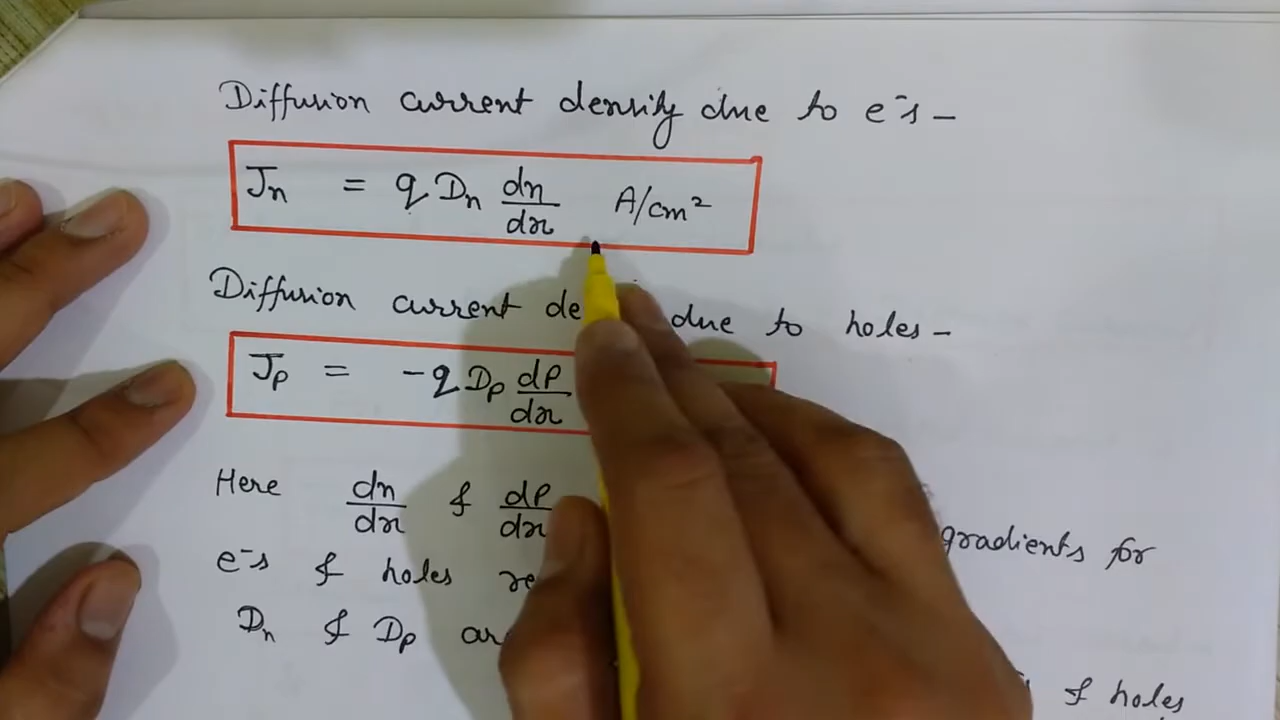 Diffusion current density due to e⁻s –
Jn = q Dn dn/dx A/cm²
Diffusion current de due to holes –
Jp = -q Dp dP/dx
Here dn/dx & dP/dx gradients for
e⁻s & holes re
Dn & Dp ar
& holes